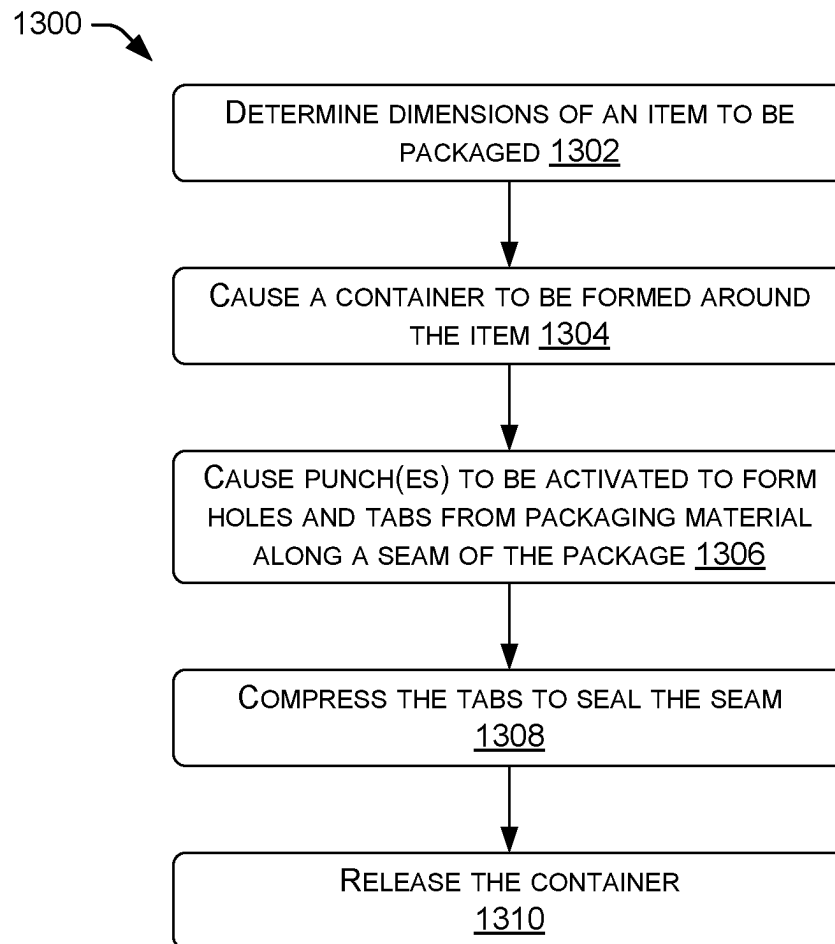 1300
DETERMINE DIMENSIONS OF AN ITEM TO BE
PACKAGED 1302
CAUSE A CONTAINER TO BE FORMED AROUND
THE ITEM 1304
CAUSE PUNCH(ES) TO BE ACTIVATED TO FORM
HOLES AND TABS FROM PACKAGING MATERIAL
ALONG A SEAM OF THE PACKAGE 1306
COMPRESS THE TABS TO SEAL THE SEAM
1308
RELEASE THE CONTAINER
1310